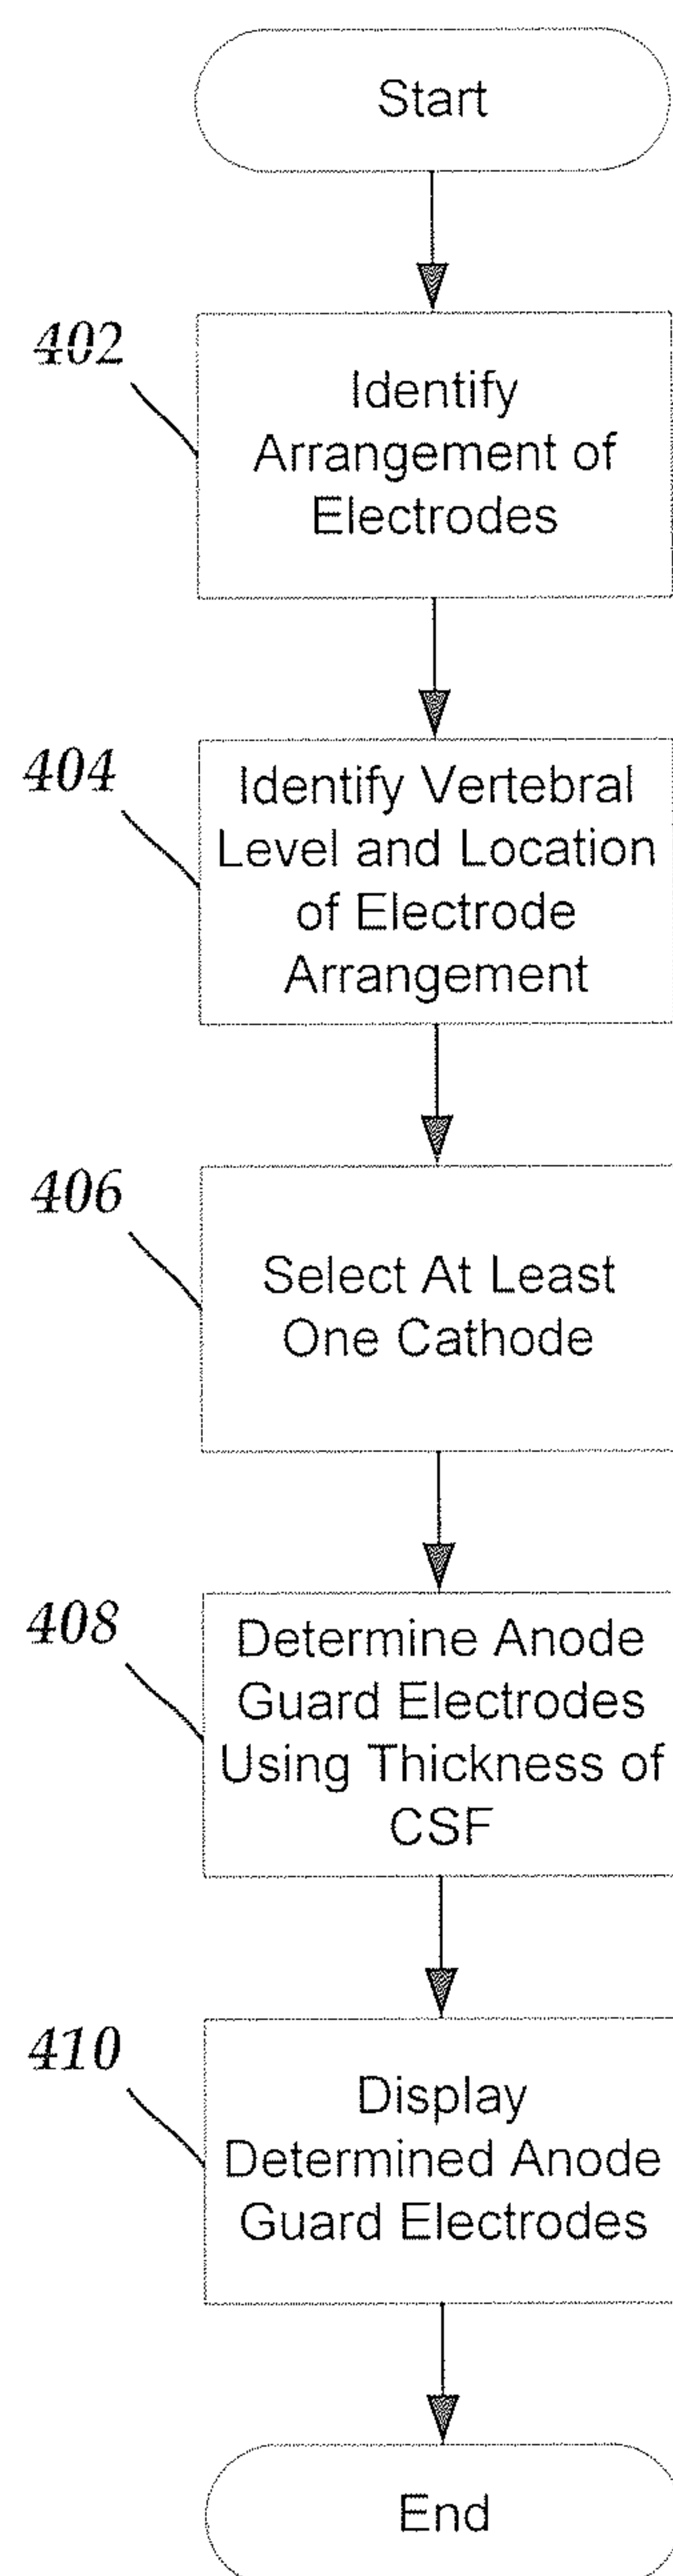 Start
402
Identify
Arrangement of
Electrodes
404
Identify Vertebral
Level and Location
of Electrode
Arrangement
406
Select At Least
One Cathode
408
Determine Anode
Guard Electrodes
Using Thickness of
CSF
410
Display
Determined Anode
Guard Electrodes
End